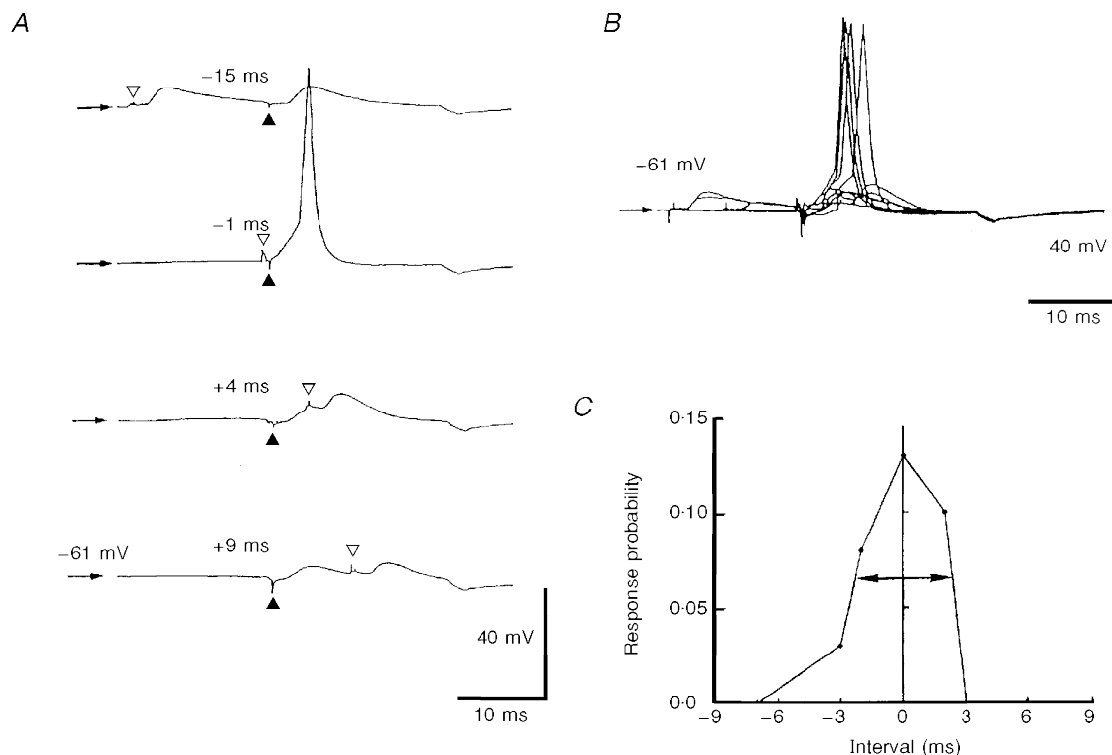 A
−15 ms
−1 ms
+4 ms
+9 ms
−61 mV
40 mV
10 ms
B
−61 mV
40 mV
10 ms
C
Response probability
0·15
0·10
0·05
0·0
−9
−6
−3
0
3
6
9
Interval (ms)